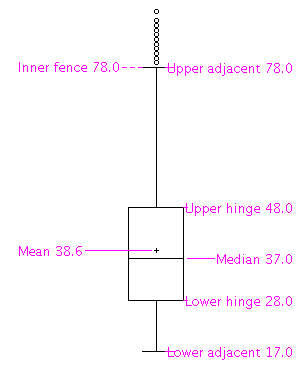 Inner fence 78.0
Upper adjacent 78.0
Upper hinge 48.0
Mean 38.6
Median 37.0
Lower hinge 28.0
Lower adjacent 17.0